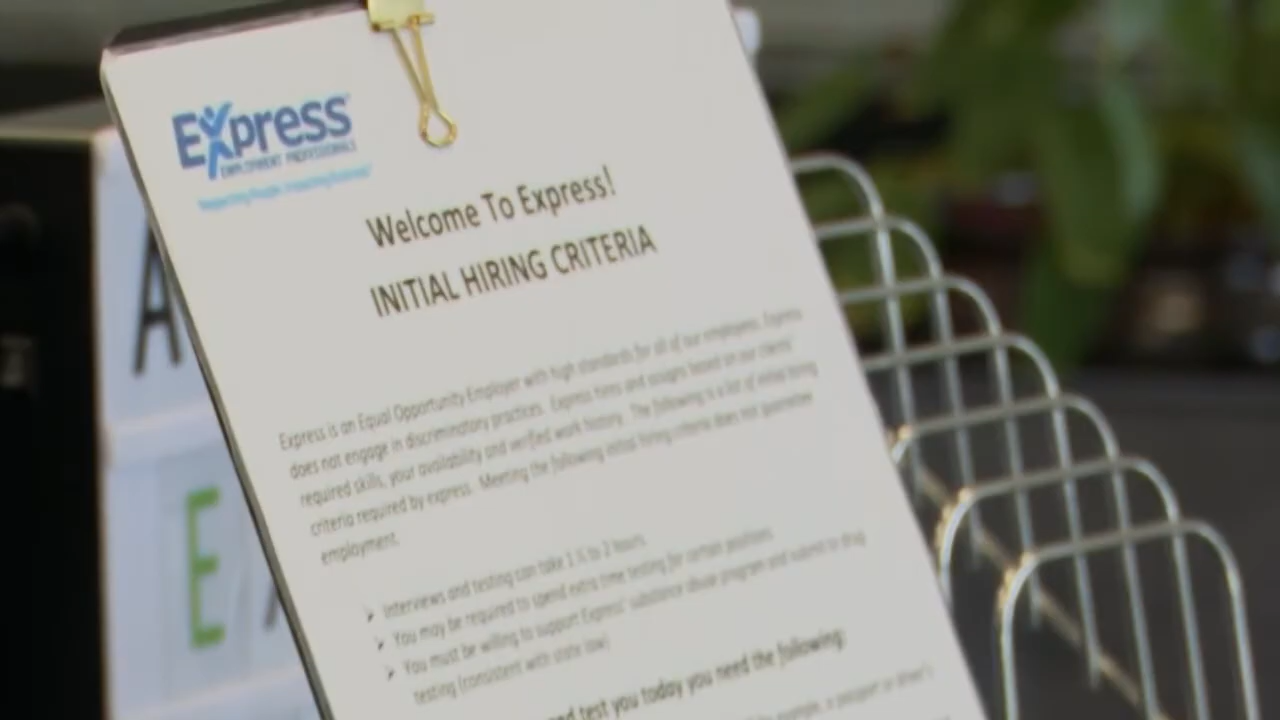 Express
EMPLOYMENT PROFESSIONALS
Welcome To Express!
INITIAL HIRING CRITERIA
Express is an Equal Opportunity Employer with high standards for all of our employees. Express
does not engage in discriminatory practices. Express hires and assigns based on our clients'
required skills, your availability and verified work history. The following is a list of initial hiring
criteria required by express. Meeting the following initial hiring criteria does not guarantee
employment.
➢ Interviews and testing can take 1 ½ to 2 hours
➢ You may be required to spend extra time testing for certain positions
➢ You must be willing to support Express' substance abuse program and submit to drug
testing (consistent with state law)
test you today you need the following:
example, a passport or driver's
A
E